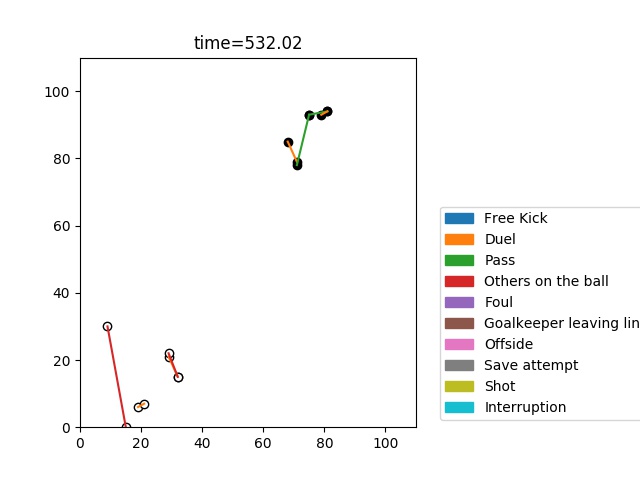 time=532.02
100
80
60
40
20
0
0 20 40 60 80 100
Free Kick
Duel
Pass
Others on the ball
Foul
Goalkeeper leaving lin
Offside
Save attempt
Shot
Interruption